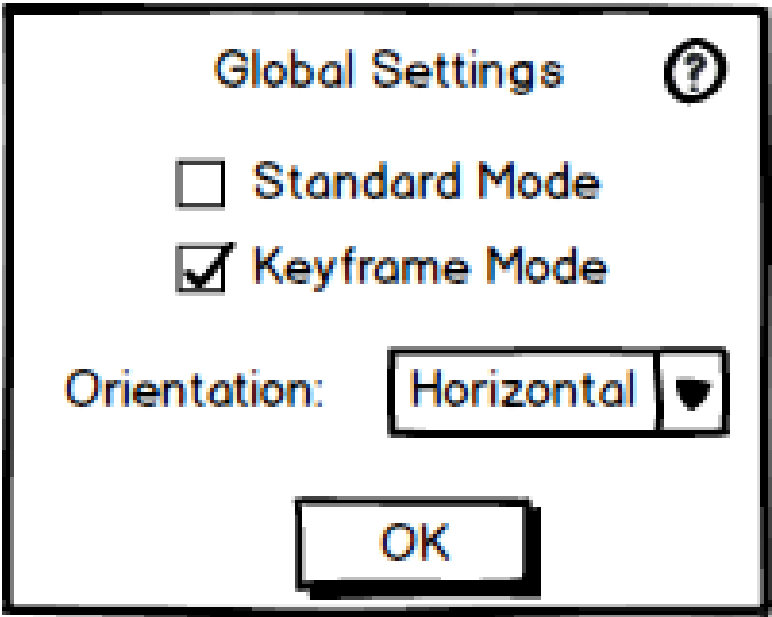 Global Settings ?
Standard Mode
Keyframe Mode
Orientation: Horizontal
OK